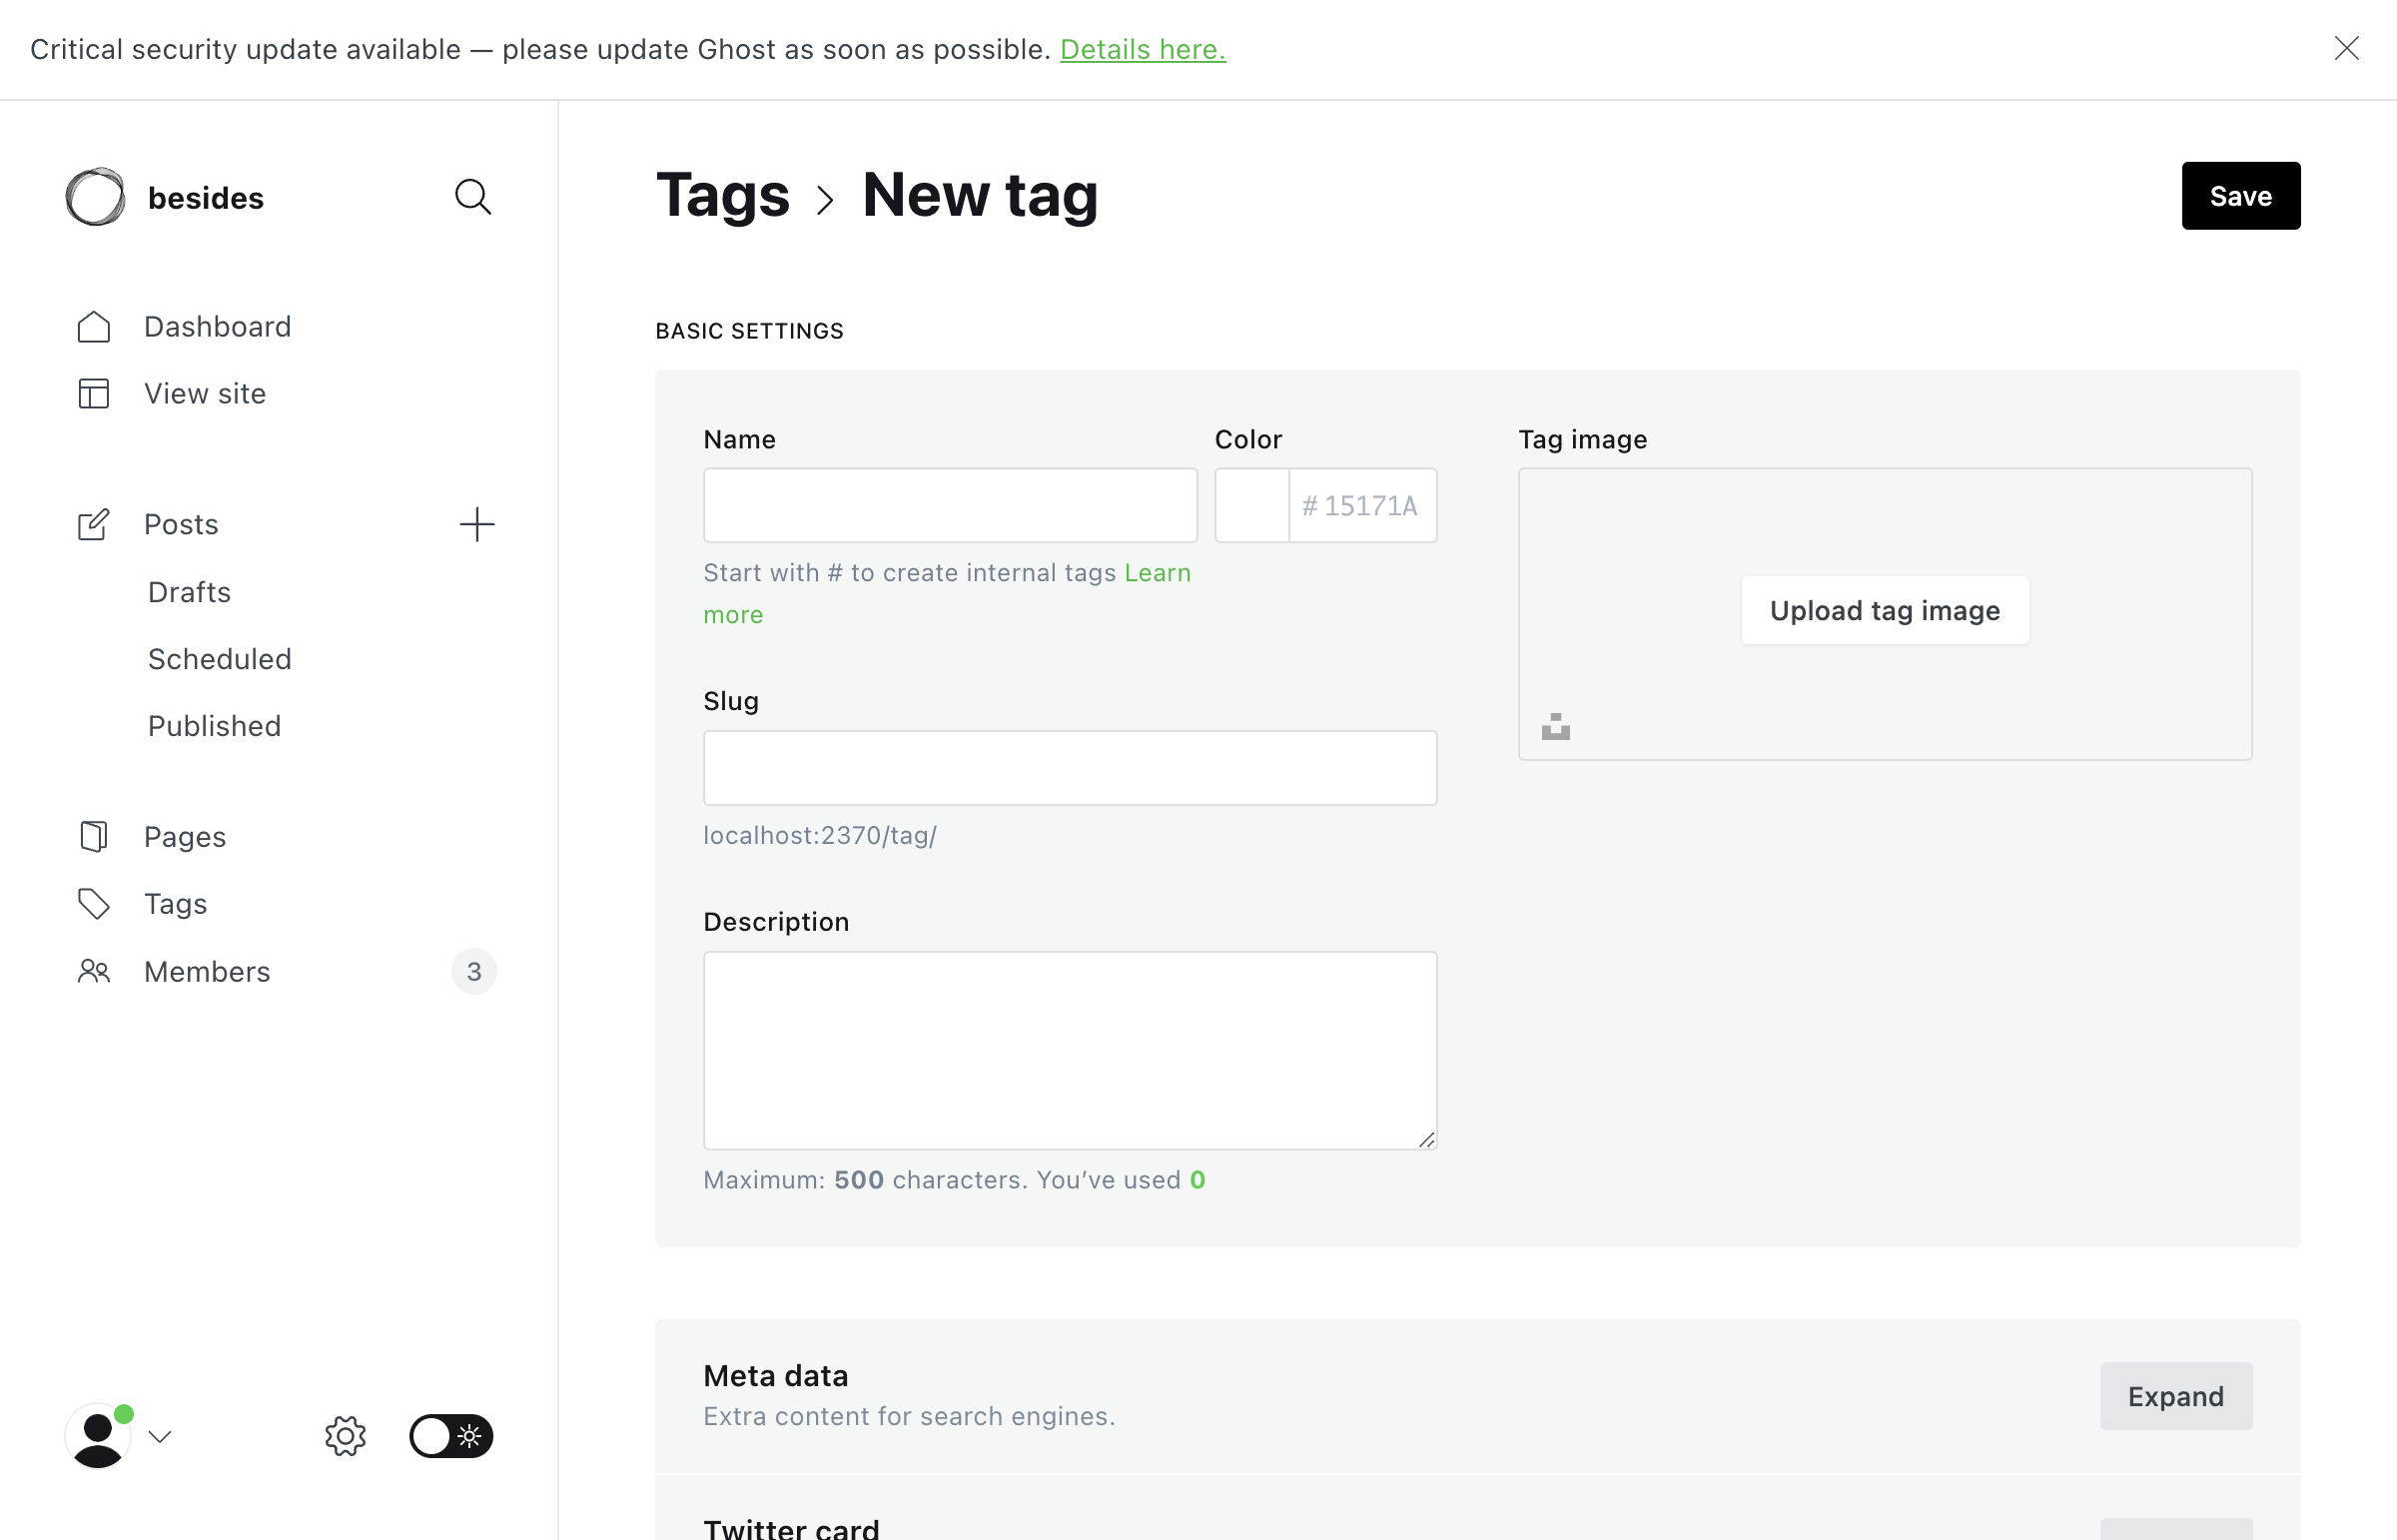 Critical security update available — please update Ghost as soon as possible. Details here.
besides
Dashboard
View site
Posts
Drafts
Scheduled
Published
Pages
Tags
Members
3
Tags
New tag
Save
BASIC SETTINGS
Name
Color
# 15171A
Start with # to create internal tags Learn
more
Slug
localhost:2370/tag/
Description
Maximum: 500 characters. You’ve used 0
Tag image
Upload tag image
Meta data
Extra content for search engines.
Expand
Twitter card